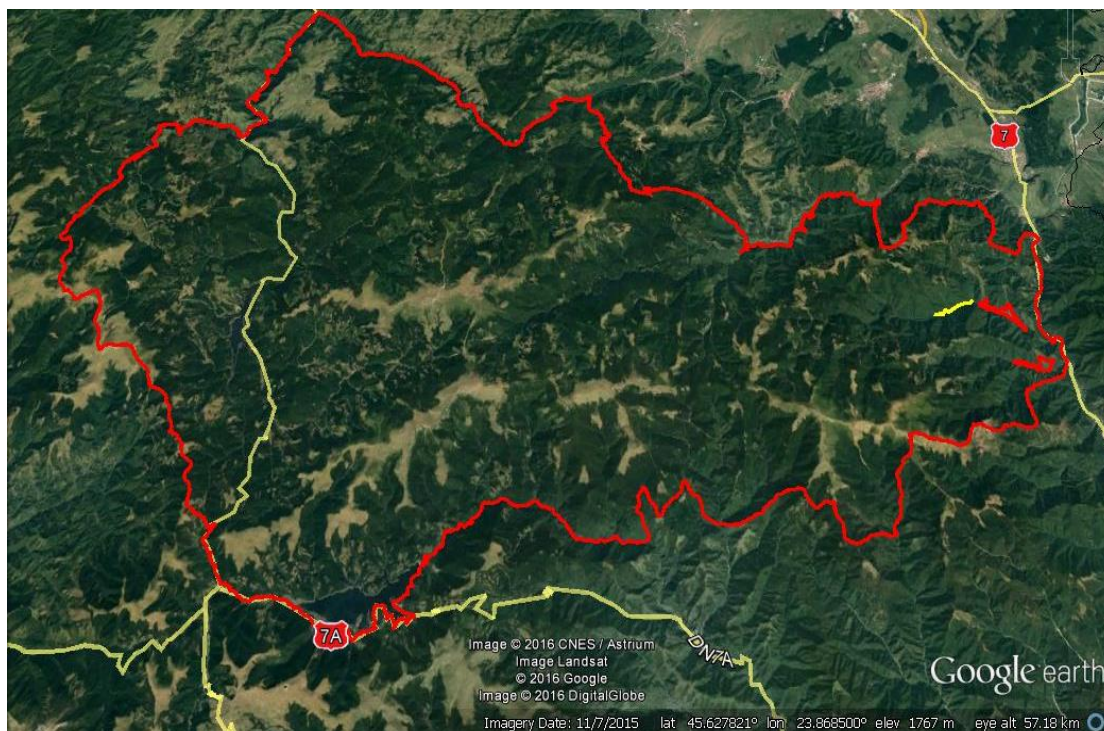 7
7A
DN7A
Image © 2016 CNES / Astrium
Image Landsat
© 2016 Google
Image © 2016 DigitalGlobe
Google earth
Imagery Date: 11/7/2015 lat 45.627821° lon 23.868500° elev 1767 m eye alt 57.18 km